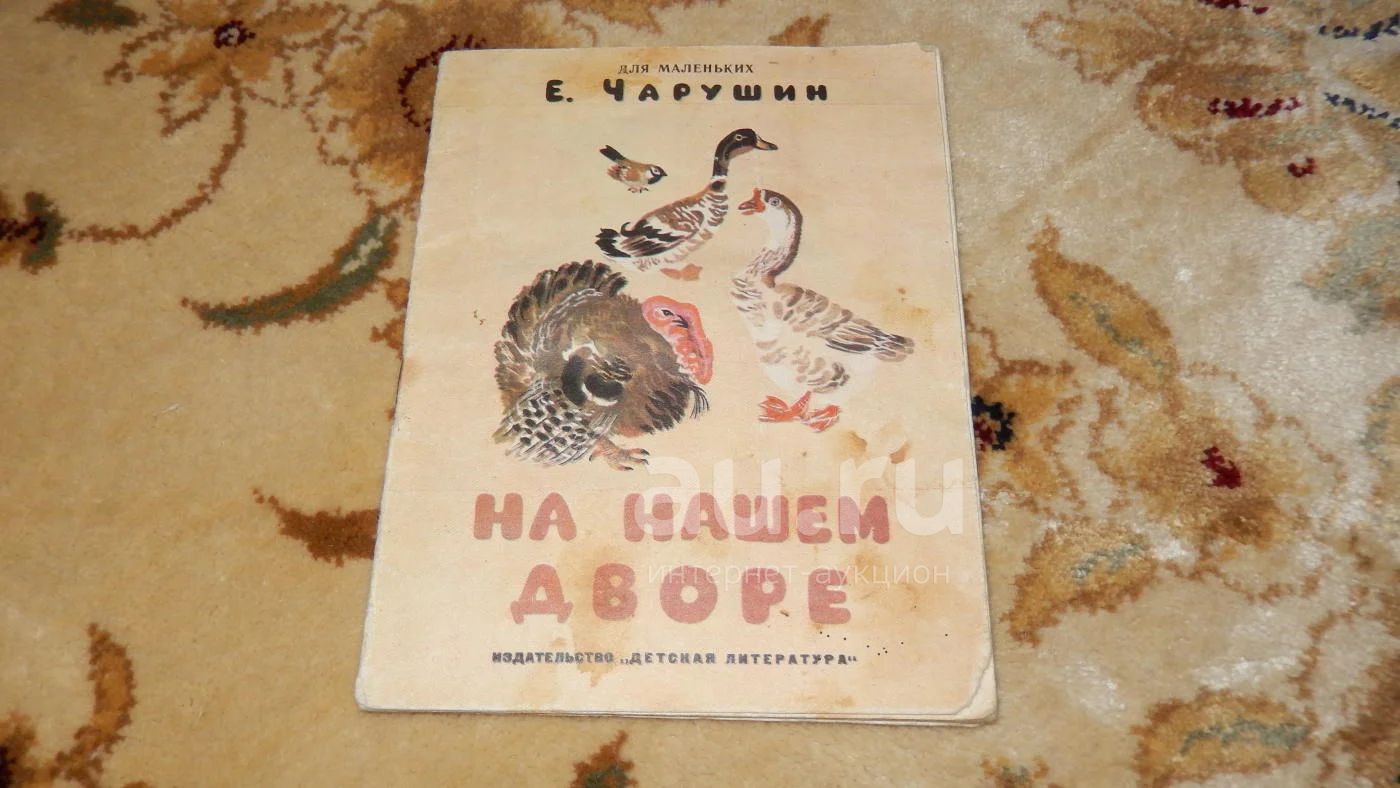 ДЛЯ МАЛЕНЬКИХ
Е. ЧАРУШИН
au.ru
НА НАШЕМ
интернет-аукцион
ДВОРЕ
ИЗДАТЕЛЬСТВО „ДЕТСКАЯ ЛИТЕРАТУРА“